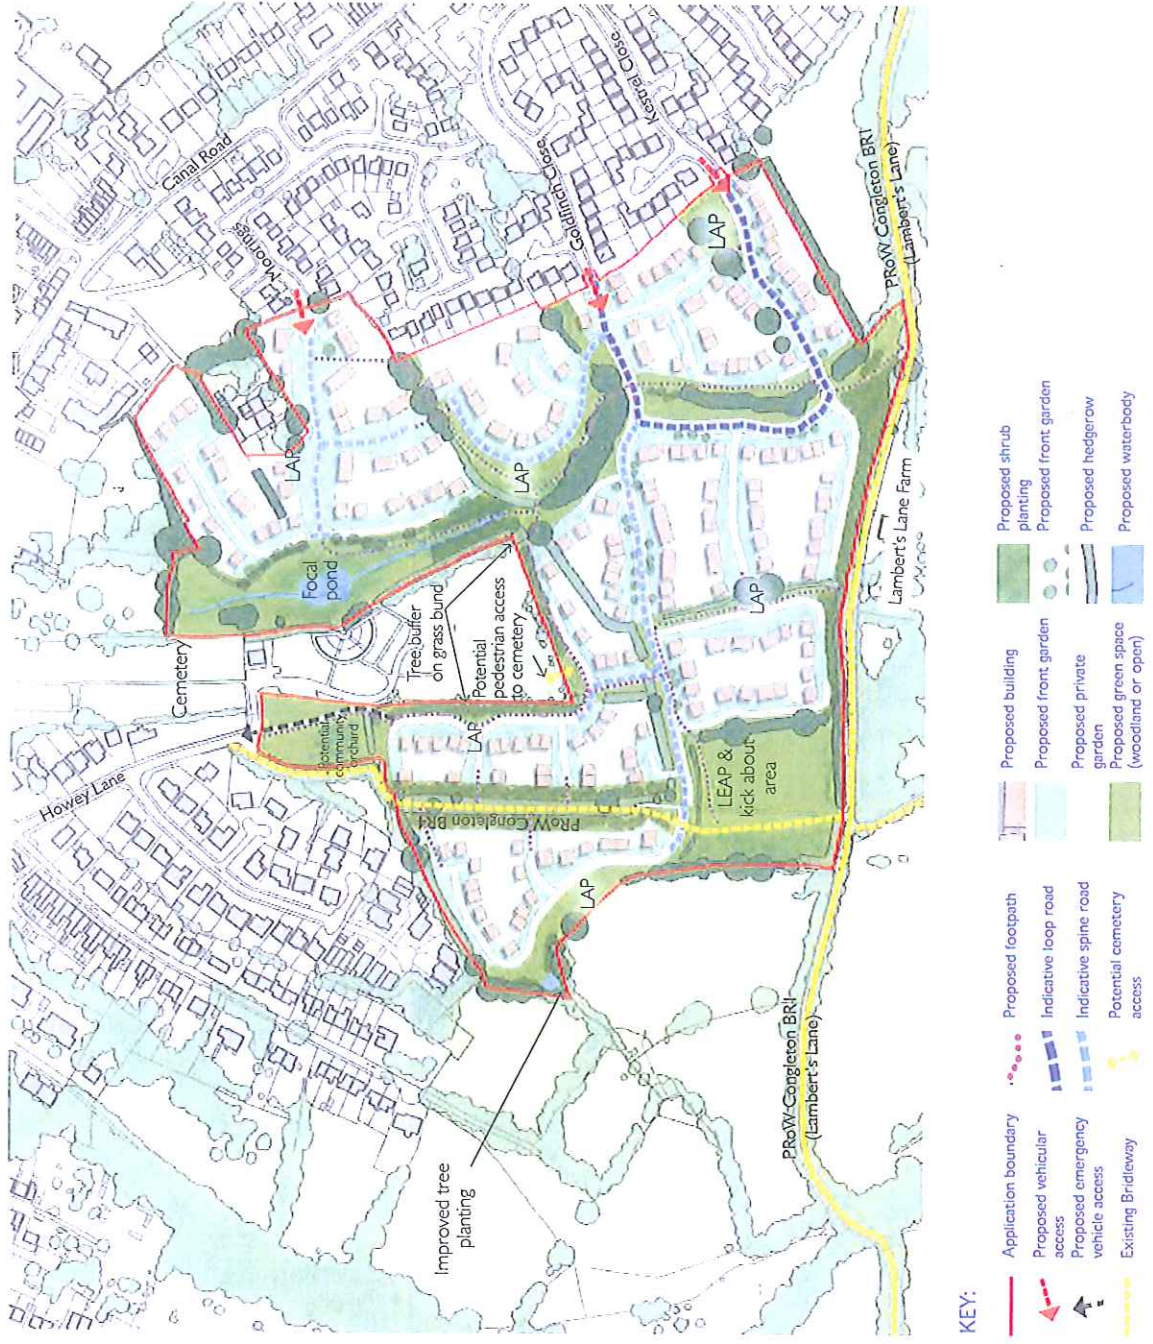 Canal Road
Moorings
Goldfinch Close
Kestrel Close
Howey Lane
Cemetery
Focal
pond
LAP
LAP
LAP
Tree buffer
on grass bund
Potential
pedestrian access
to cemetery
Potential
community
orchard
LAP
PRoW Congleton BR4
LEAP &
kick about
area
LAP
LAP
Improved tree
planting
PRoW Congleton BR1
(Lambert's Lane)
Lambert's Lane Farm
PRoW Congleton BR1
(Lambert's Lane)
KEY:
Application boundary
Proposed vehicular
access
Proposed emergency
vehicle access
Existing Bridleway
Proposed footpath
Indicative loop road
Indicative spine road
Potential cemetery
access
Proposed building
Proposed front garden
Proposed private
garden
Proposed green space
(woodland or open)
Proposed shrub
planting
Proposed front garden
Proposed hedgerow
Proposed waterbody